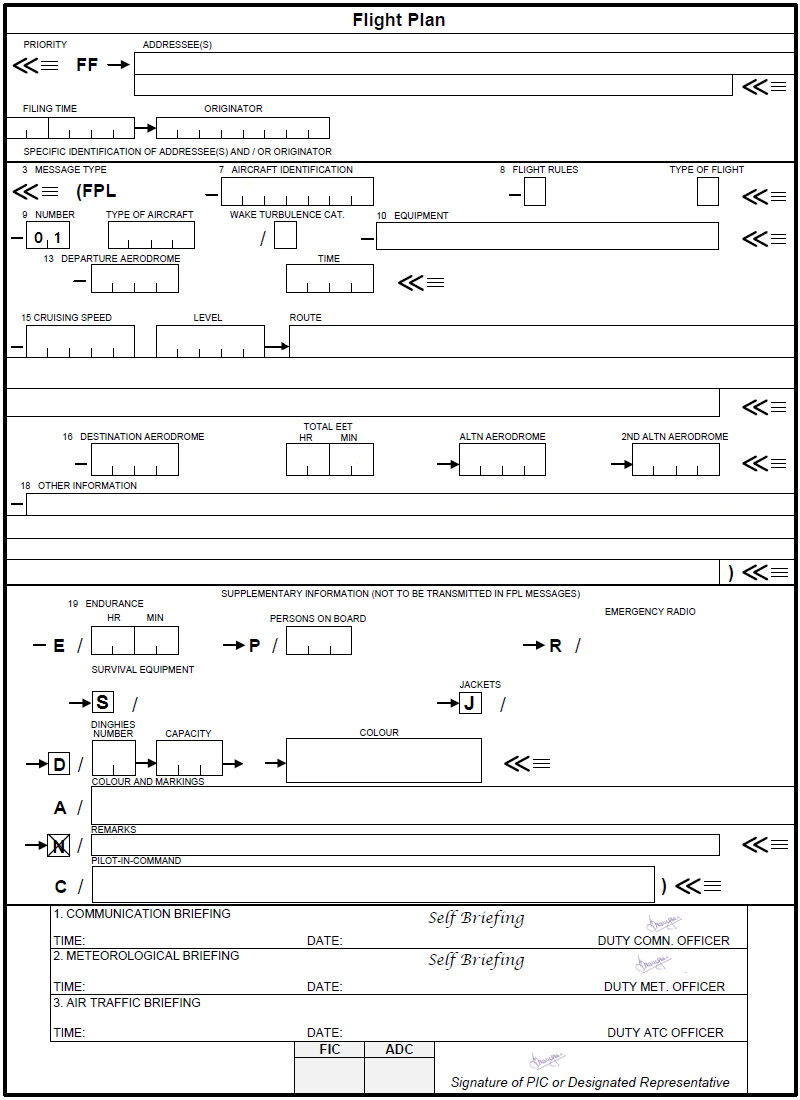 Flight Plan
PRIORITY ADDRESSEE(S)
FF
FILING TIME ORIGINATOR
SPECIFIC IDENTIFICATION OF ADDRESSEE(S) AND / OR ORIGINATOR
3 MESSAGE TYPE 7 AIRCRAFT IDENTIFICATION 8 FLIGHT RULES TYPE OF FLIGHT
(FPL
9 NUMBER TYPE OF AIRCRAFT WAKE TURBULENCE CAT. 10 EQUIPMENT
0 1 /
13 DEPARTURE AERODROME TIME
15 CRUISING SPEED LEVEL ROUTE
TOTAL EET
16 DESTINATION AERODROME HR MIN ALTN AERODROME 2ND ALTN AERODROME
18 OTHER INFORMATION
)
SUPPLEMENTARY INFORMATION (NOT TO BE TRANSMITTED IN FPL MESSAGES)
19 ENDURANCE EMERGENCY RADIO
HR MIN PERSONS ON BOARD
E / P / R /
SURVIVAL EQUIPMENT JACKETS
S / J /
DINGHIES
NUMBER CAPACITY COLOUR
D /
COLOUR AND MARKINGS
A /
REMARKS
N /
PILOT-IN-COMMAND
C / )
1. COMMUNICATION BRIEFING Self Briefing
TIME: DATE: DUTY COMN. OFFICER
2. METEOROLOGICAL BRIEFING Self Briefing
TIME: DATE: DUTY MET. OFFICER
3. AIR TRAFFIC BRIEFING
TIME: DATE: DUTY ATC OFFICER
FIC ADC
Signature of PIC or Designated Representative